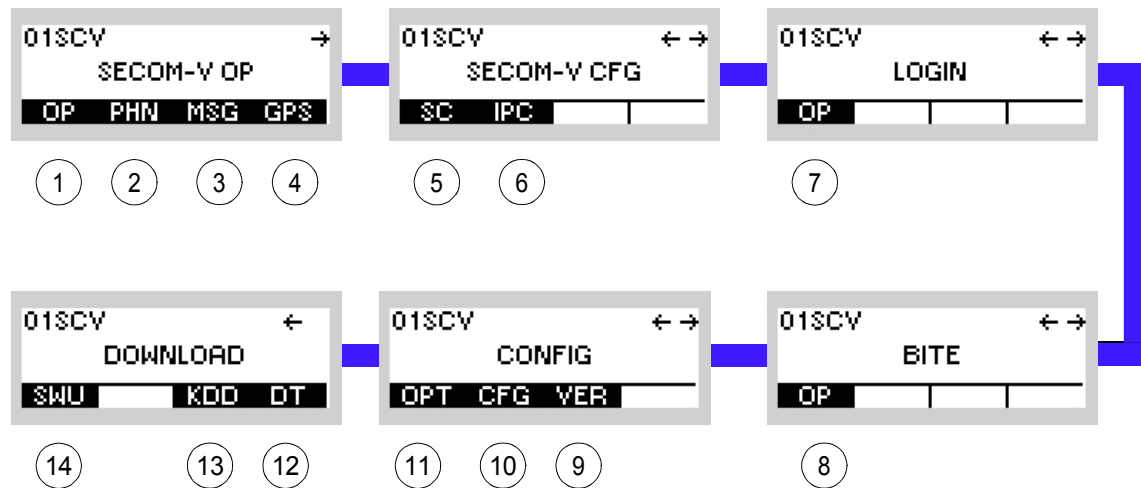 01SCV →
SECOM-V OP
OP PHN MSG GPS
1 2 3 4
01SCV ← →
SECOM-V CFG
SC IPC
5 6
01SCV ← →
LOGIN
OP
7
01SCV ←
DOWNLOAD
SWU KDD DT
14 13 12
01SCV ← →
CONFIG
OPT CFG VER
11 10 9
01SCV ← →
BITE
OP
8